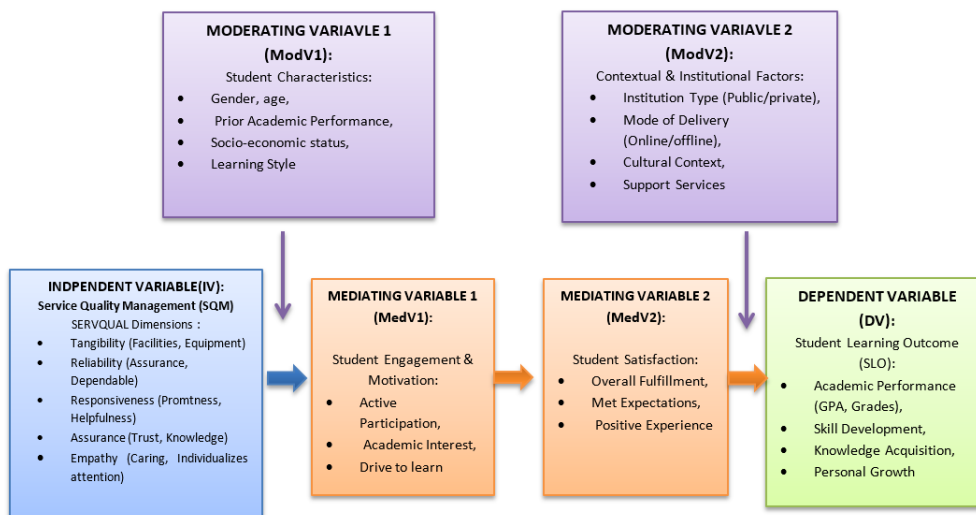 MODERATING VARIAVLE 1
(ModV1):
Student Characteristics:
• Gender, age,
• Prior Academic Performance,
• Socio-economic status,
• Learning Style
MODERATING VARIABLE 2
(ModV2):
Contextual & Institutional Factors:
• Institution Type (Public/private),
• Mode of Delivery
(Online/offline),
• Cultural Context,
• Support Services
INDPENDENT VARIABLE(IV):
Service Quality Management (SQM)
SERVQUAL Dimensions :
• Tangibility (Facilities, Equipment)
• Reliability (Assurance,
Dependable)
• Responsiveness (Promtness,
Helpfulness)
• Assurance (Trust, Knowledge)
• Empathy (Caring, Individualizes
attention)
MEDIATING VARIABLE 1
(MedV1):
Student Engagement &
Motivation:
• Active
Participation,
• Academic Interest,
• Drive to learn
MEDIATING VARIABLE 2
(MedV2):
Student Satisfaction:
• Overall Fulfillment,
• Met Expectations,
• Positive Experience
DEPENDENT VARIABLE
(DV):
Student Learning Outcome
(SLO):
• Academic Performance
(GPA, Grades),
• Skill Development,
• Knowledge Acquisition,
• Personal Growth